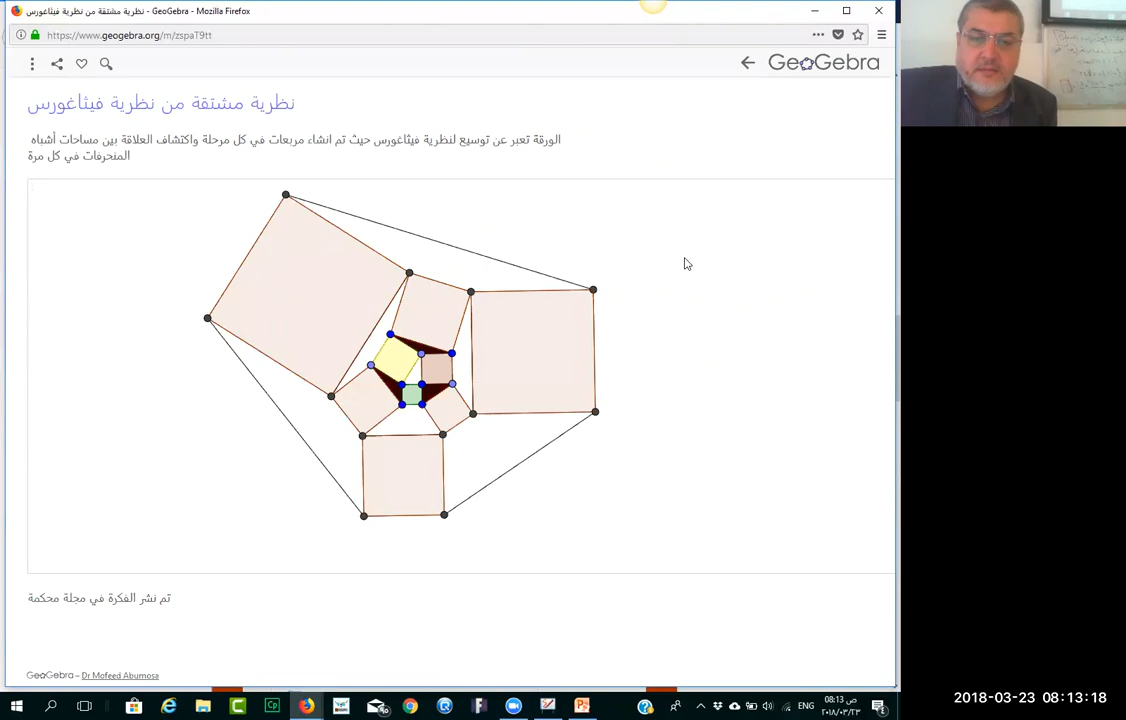 نظرية مشتقة من نظرية فيثاغورس - GeoGebra - Mozilla Firefox
https://www.geogebra.org/m/zspaT9tt
GeoGebra
نظرية مشتقة من نظرية فيثاغورس
الورقة تعبر عن توسيع لنظرية فيثاغورس حيث تم انشاء مربعات في كل مرحلة واكتشاف العلاقة بين مساحات أشباه
المنحرفات في كل مرة
تم نشر الفكرة في مجلة محكمة
GeoGebra – Dr Mofeed Abumosa
ENG
08:13 ص
٢٠١٨/٠٣/٢٣
2018-03-23 08:13:18